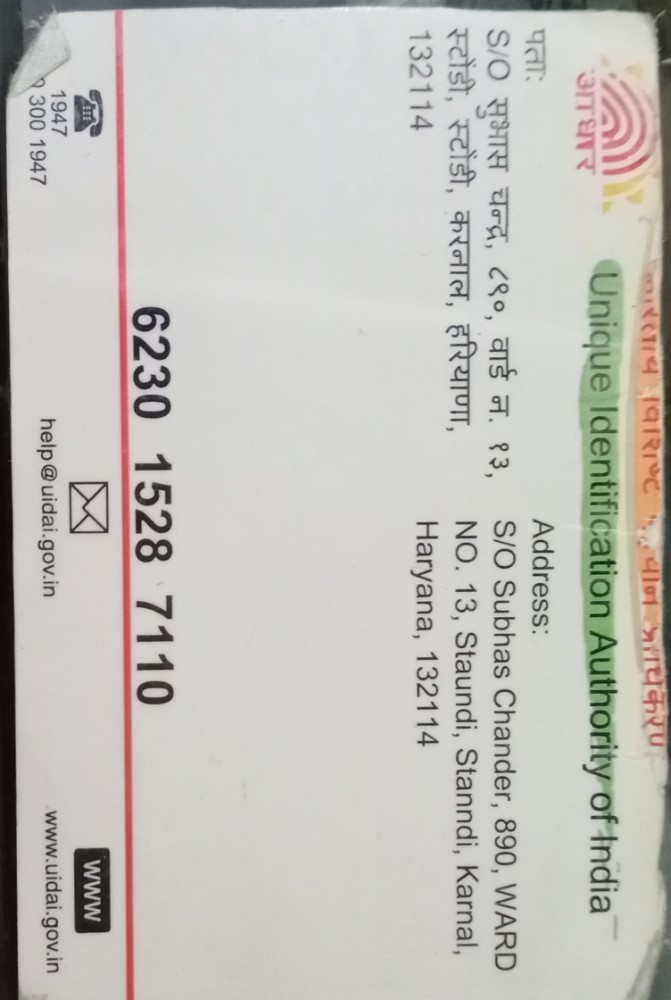 भारतीय विशिष्ट प्राधिकरण
आधार
Unique Identification Authority of India
पता:
S/O सुभास चन्द्र, ८९०, वार्ड न. १३,
स्टोंडी, स्टोंडी, करनाल, हरियाणा,
132114
Address:
S/O Subhas Chander, 890, WARD
NO. 13, Staundi, Stanndi, Karnal,
Haryana, 132114
6230 1528 7110
1947
300 1947
help@uidai.gov.in
www
www.uidai.gov.in